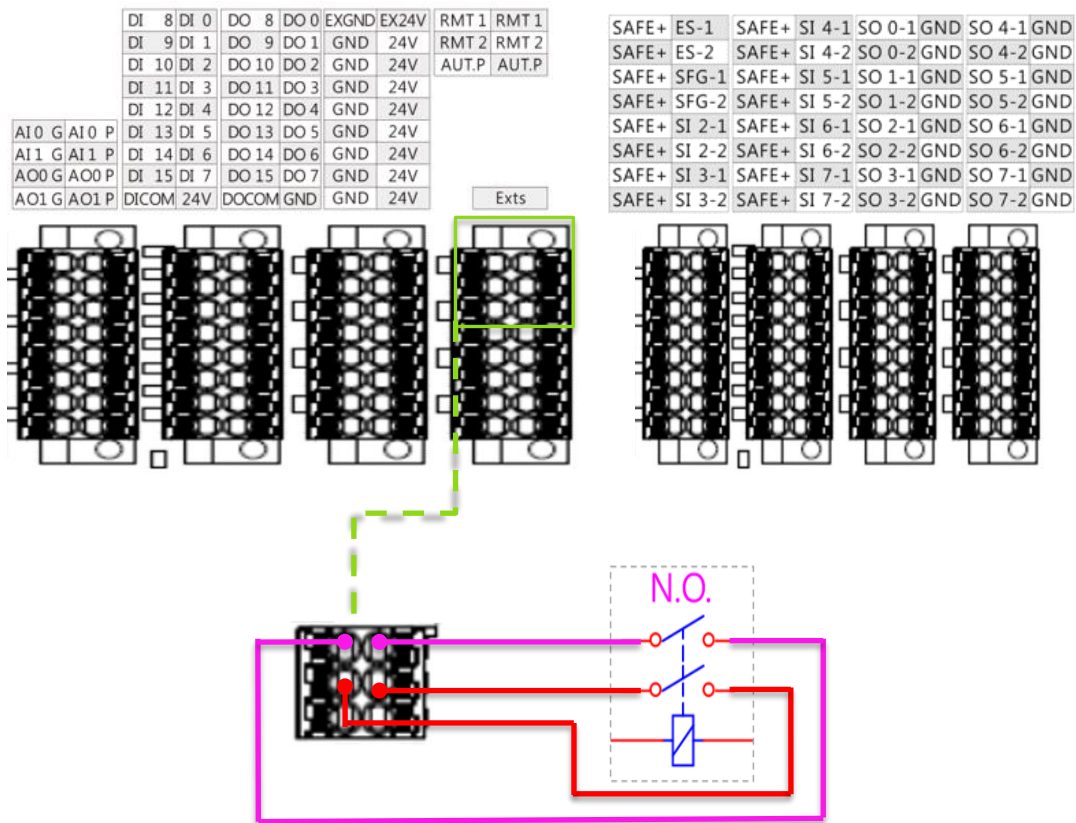 DI 8 DI 0 DO 8 DO 0 EXGND EX24V RMT 1 RMT 1
DI 9 DI 1 DO 9 DO 1 GND 24V RMT 2 RMT 2
DI 10 DI 2 DO 10 DO 2 GND 24V AUT.P AUT.P
DI 11 DI 3 DO 11 DO 3 GND 24V
DI 12 DI 4 DO 12 DO 4 GND 24V
AI 0 G AI 0 P DI 13 DI 5 DO 13 DO 5 GND 24V
AI 1 G AI 1 P DI 14 DI 6 DO 14 DO 6 GND 24V
AO0 G AO0 P DI 15 DI 7 DO 15 DO 7 GND 24V
AO1 G AO1 P DICOM 24V DOCOM GND GND 24V Exts
SAFE+ ES-1 SAFE+ SI 4-1 SO 0-1 GND SO 4-1 GND
SAFE+ ES-2 SAFE+ SI 4-2 SO 0-2 GND SO 4-2 GND
SAFE+ SFG-1 SAFE+ SI 5-1 SO 1-1 GND SO 5-1 GND
SAFE+ SFG-2 SAFE+ SI 5-2 SO 1-2 GND SO 5-2 GND
SAFE+ SI 2-1 SAFE+ SI 6-1 SO 2-1 GND SO 6-1 GND
SAFE+ SI 2-2 SAFE+ SI 6-2 SO 2-2 GND SO 6-2 GND
SAFE+ SI 3-1 SAFE+ SI 7-1 SO 3-1 GND SO 7-1 GND
SAFE+ SI 3-2 SAFE+ SI 7-2 SO 3-2 GND SO 7-2 GND
N.O.